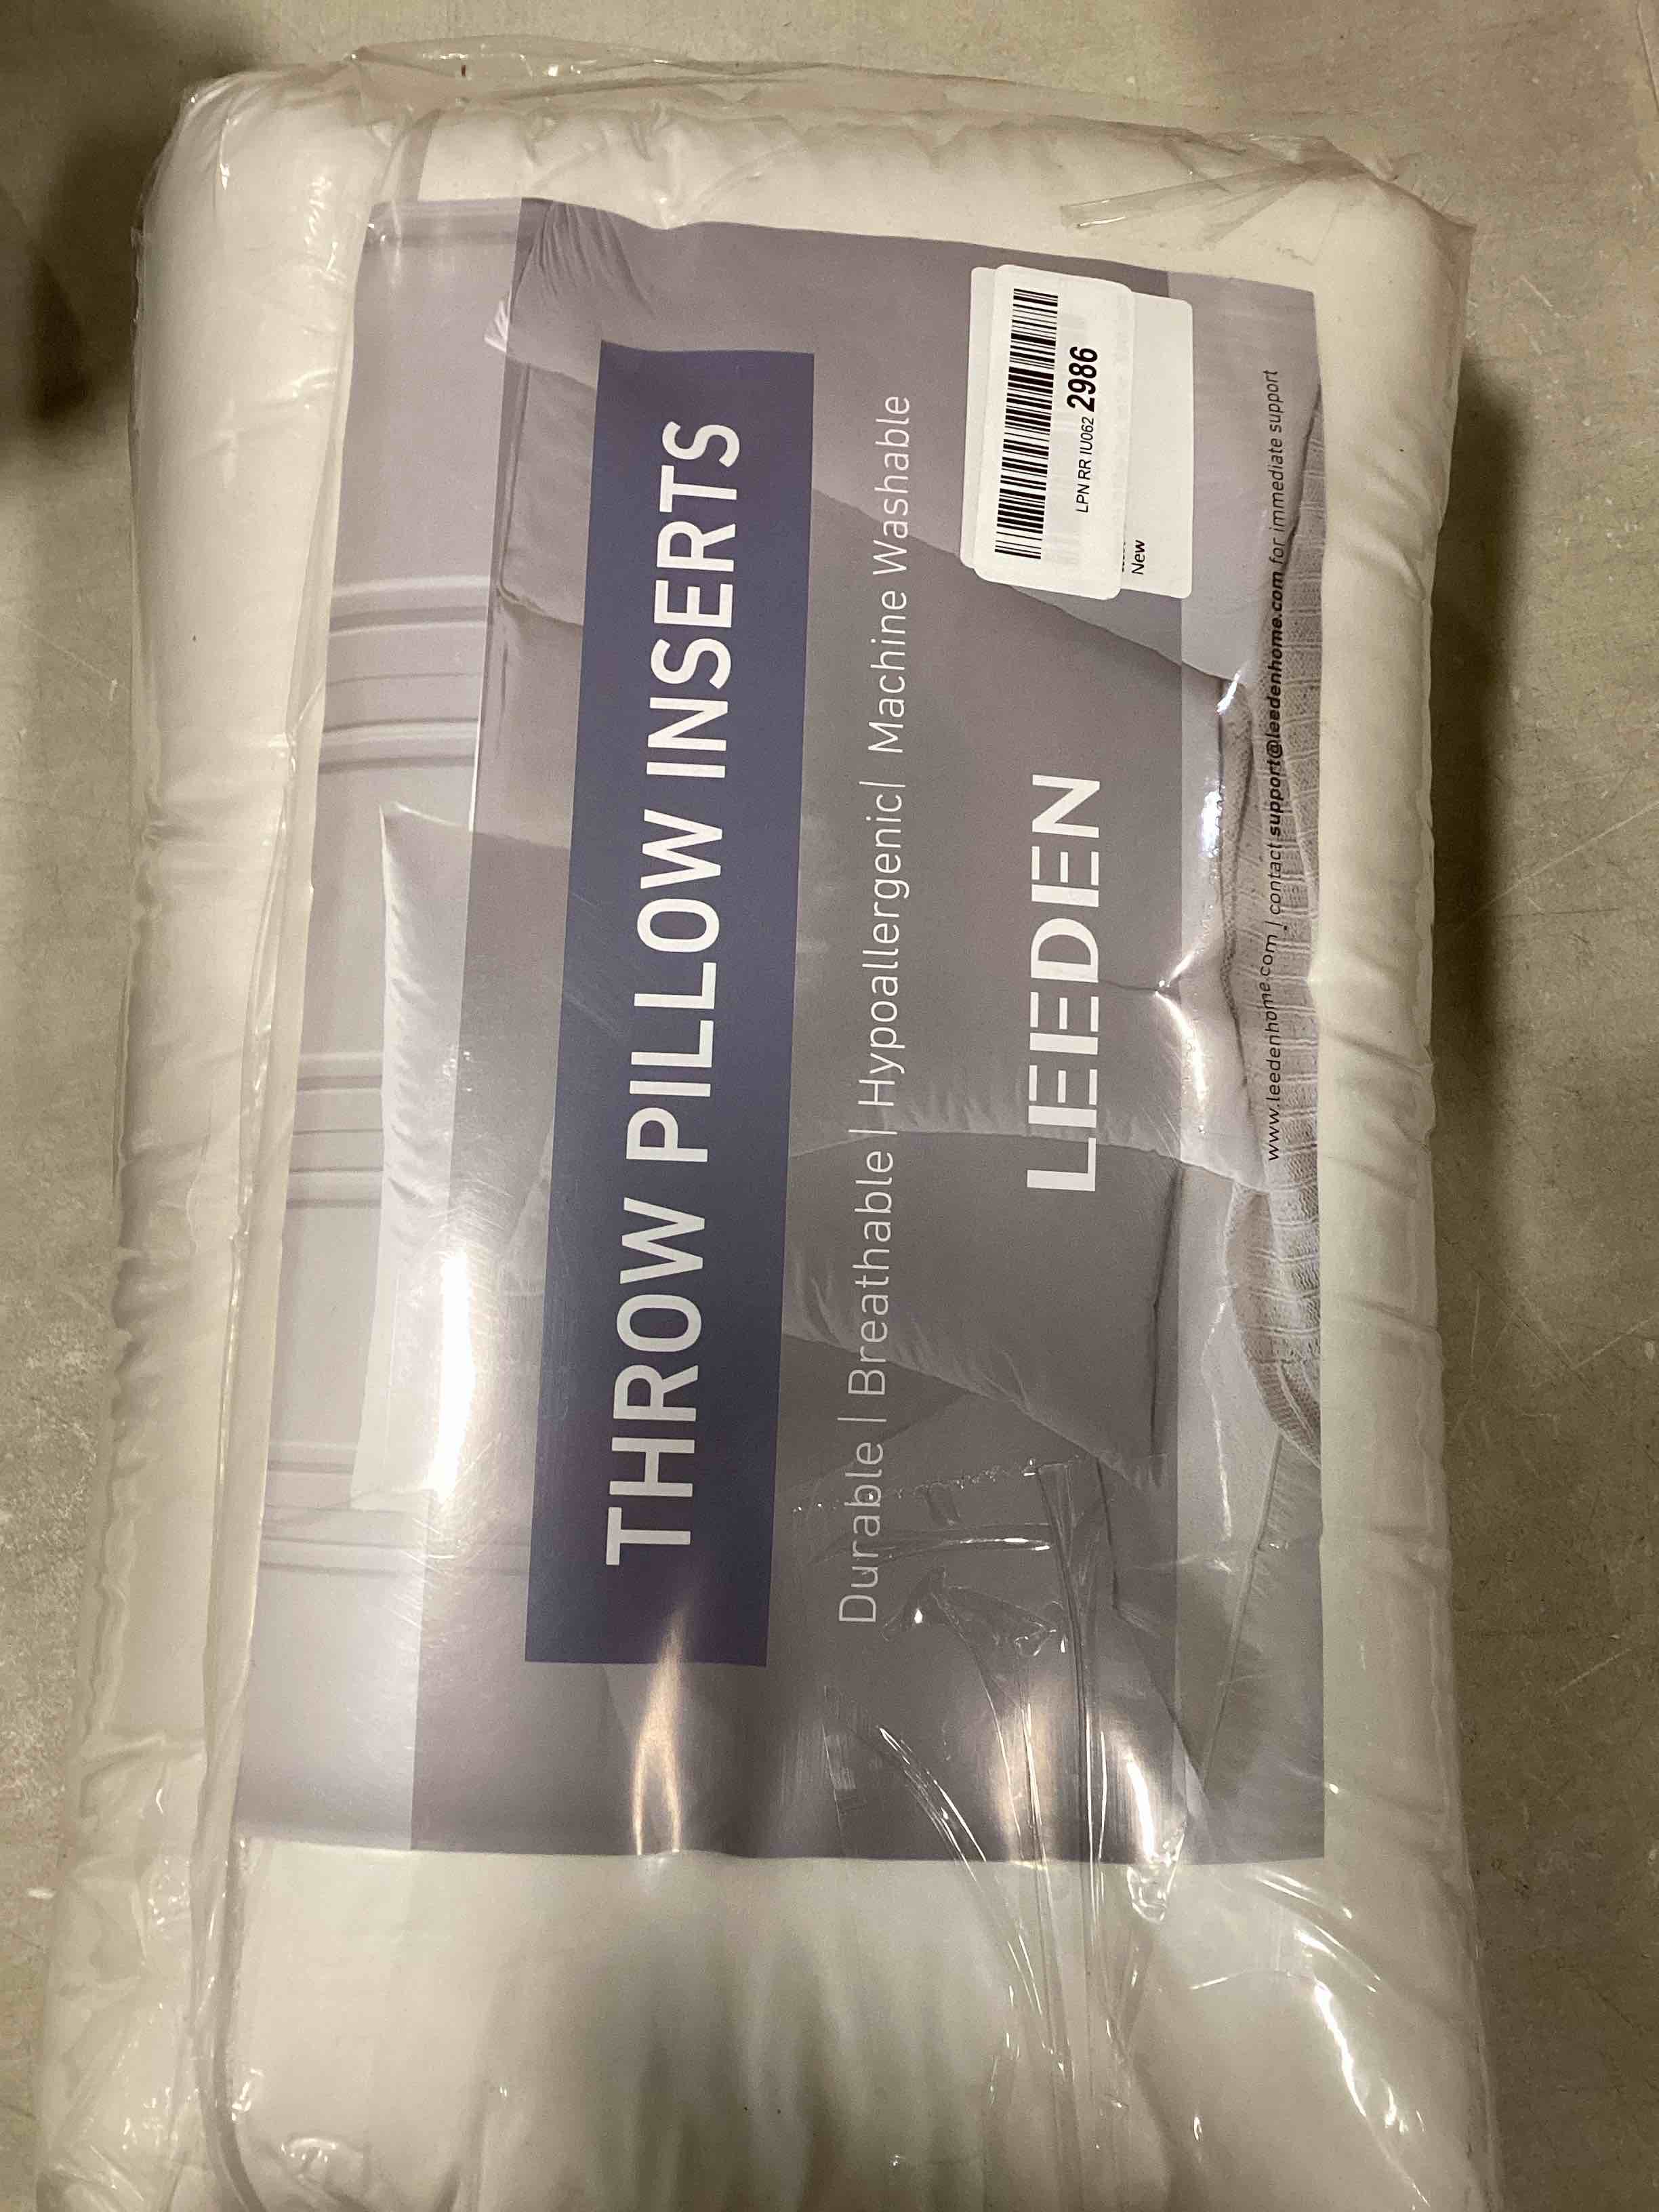 THROW PILLOW INSERTS
Durable | Breathable | Hypoallergenic| Machine Washable
LEEDEN
www.leedenhome.com | contact support@leedenhome.com for immediate support
LPN RR IU062 2986
New